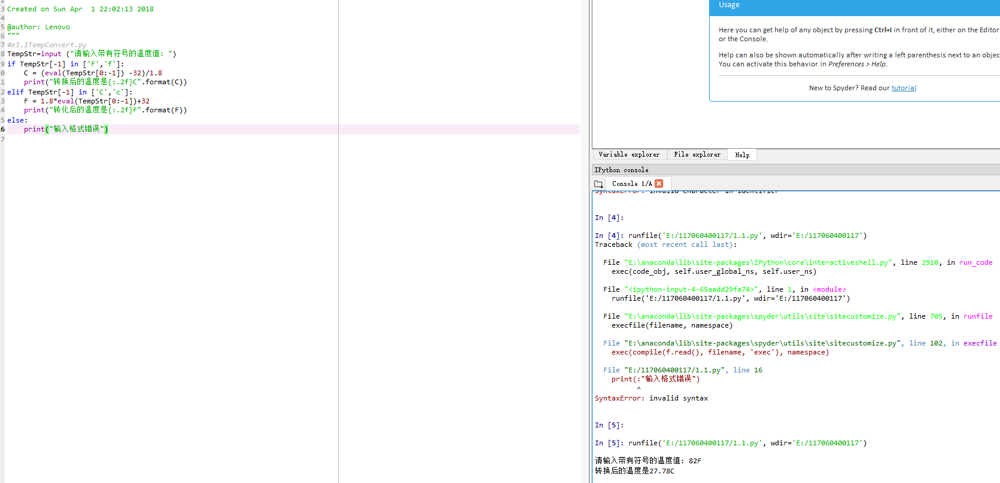 2
3 Created on Sun Apr  1 22:02:13 2018
4
5 @author: Lenovo
6 """
7 #e1.1TempConvert.py
8 TempStr=input ("请输入带有符号的温度值: ")
9 if TempStr[-1] in ['F','f']:
0     C = (eval(TempStr[0:-1]) -32)/1.8
1     print("转换后的温度是{:.2f}C".format(C))
2 elif TempStr[-1] in ['C','c']:
3     F = 1.8*eval(TempStr[0:-1])+32
4     print("转化后的温度是{:.2f}F".format(F))
5 else:
6     print("输入格式错误")
7
Usage
Here you can get help of any object by pressing Ctrl+I in front of it, either on the Editor
or the Console.
Help can also be shown automatically after writing a left parenthesis next to an objec
You can activate this behavior in Preferences > Help.
New to Spyder? Read our tutorial
Variable explorer File explorer Help
IPython console
Console 1/A
SyntaxError: invalid character in identifier
In [4]:
In [4]: runfile('E:/117060400117/1.1.py', wdir='E:/117060400117')
Traceback (most recent call last):
  File "E:\anaconda\lib\site-packages\IPython\core\interactiveshell.py", line 2910, in run_code
    exec(code_obj, self.user_global_ns, self.user_ns)
  File "<ipython-input-4-65aadd29fa74>", line 1, in <module>
    runfile('E:/117060400117/1.1.py', wdir='E:/117060400117')
  File "E:\anaconda\lib\site-packages\spyder\utils\site\sitecustomize.py", line 705, in runfile
    execfile(filename, namespace)
  File "E:\anaconda\lib\site-packages\spyder\utils\site\sitecustomize.py", line 102, in execfile
    exec(compile(f.read(), filename, 'exec'), namespace)
  File "E:/117060400117/1.1.py", line 16
    print(:"输入格式错误")
          ^
SyntaxError: invalid syntax
In [5]:
In [5]: runfile('E:/117060400117/1.1.py', wdir='E:/117060400117')
请输入带有符号的温度值: 82F
转换后的温度是27.78C